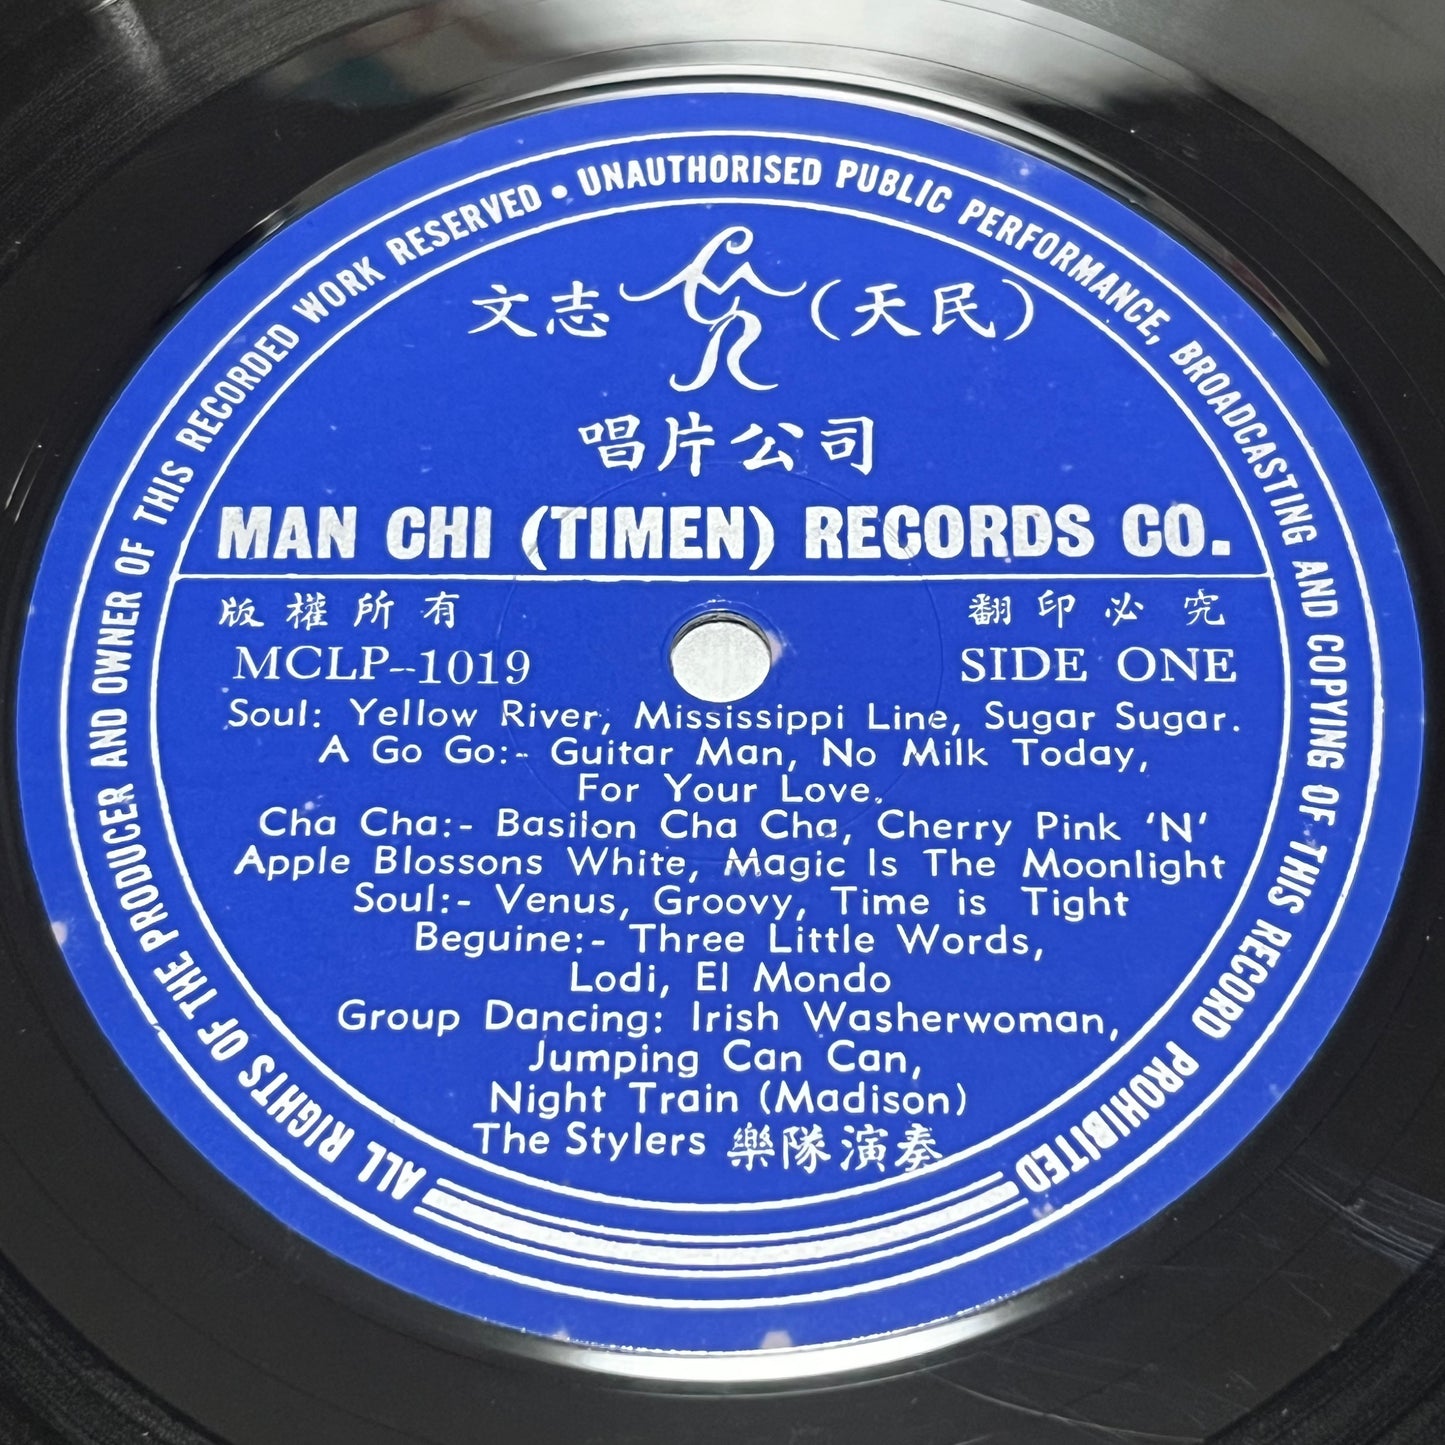 ALL RIGHTS OF THE PRODUCER AND OWNER OF THIS RECORDED WORK RESERVED • UNAUTHORISED PUBLIC PERFORMANCE, BROADCASTING AND COPYING OF THIS RECORD PROHIBITED
文志 (天民)
唱片公司
MAN CHI (TIMEN) RECORDS CO.
版權所有 翻印必究
MCLP--1019 SIDE ONE
Soul: Yellow River, Mississippi Line, Sugar Sugar.
A Go Go:- Guitar Man, No Milk Today,
For Your Love.
Cha Cha:- Basilon Cha Cha, Cherry Pink 'N'
Apple Blossons White, Magic Is The Moonlight
Soul:- Venus, Groovy, Time is Tight
Beguine:- Three Little Words,
Lodi, El Mondo
Group Dancing: Irish Washerwoman,
Jumping Can Can,
Night Train (Madison)
The Stylers 樂隊演奏